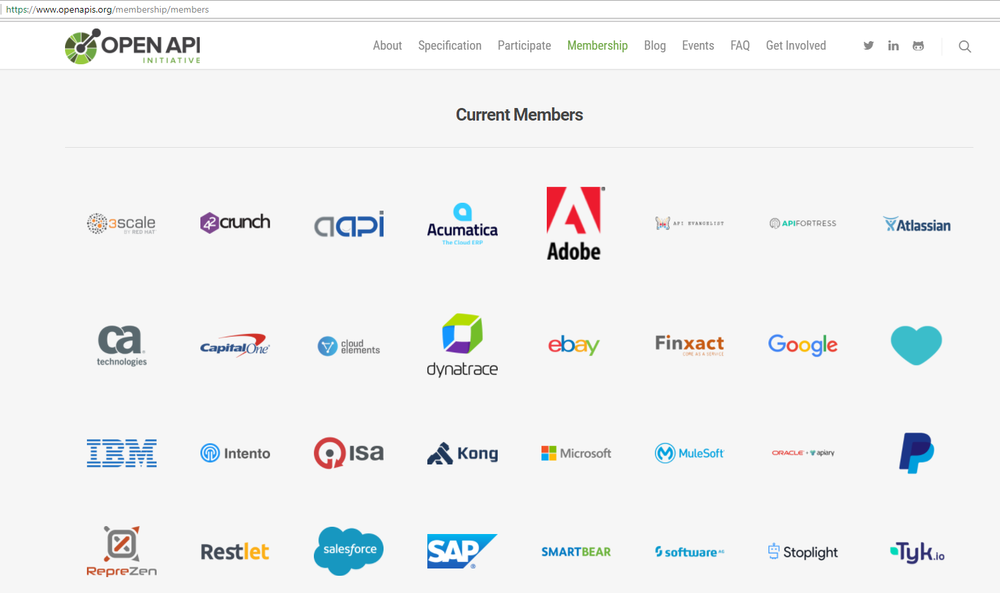 https://www.openapis.org/membership/members
OPEN API
INITIATIVE
About Specification Participate Membership Blog Events FAQ Get Involved
Current Members
3scale
BY RED HAT
42crunch
aapi
Acumatica
The Cloud ERP
Adobe
API EVANGELIST
APIFORTRESS
Atlassian
ca
technologies
CapitalOne
cloud
elements
dynatrace
ebay
Finxact
CORE AS A SERVICE
Google
IBM
Intento
ISA
Kong
Microsoft
MuleSoft
ORACLE + apiary
P
RepreZen
Restlet
salesforce
SAP
SMARTBEAR
software AG
Stoplight
Tyk.io